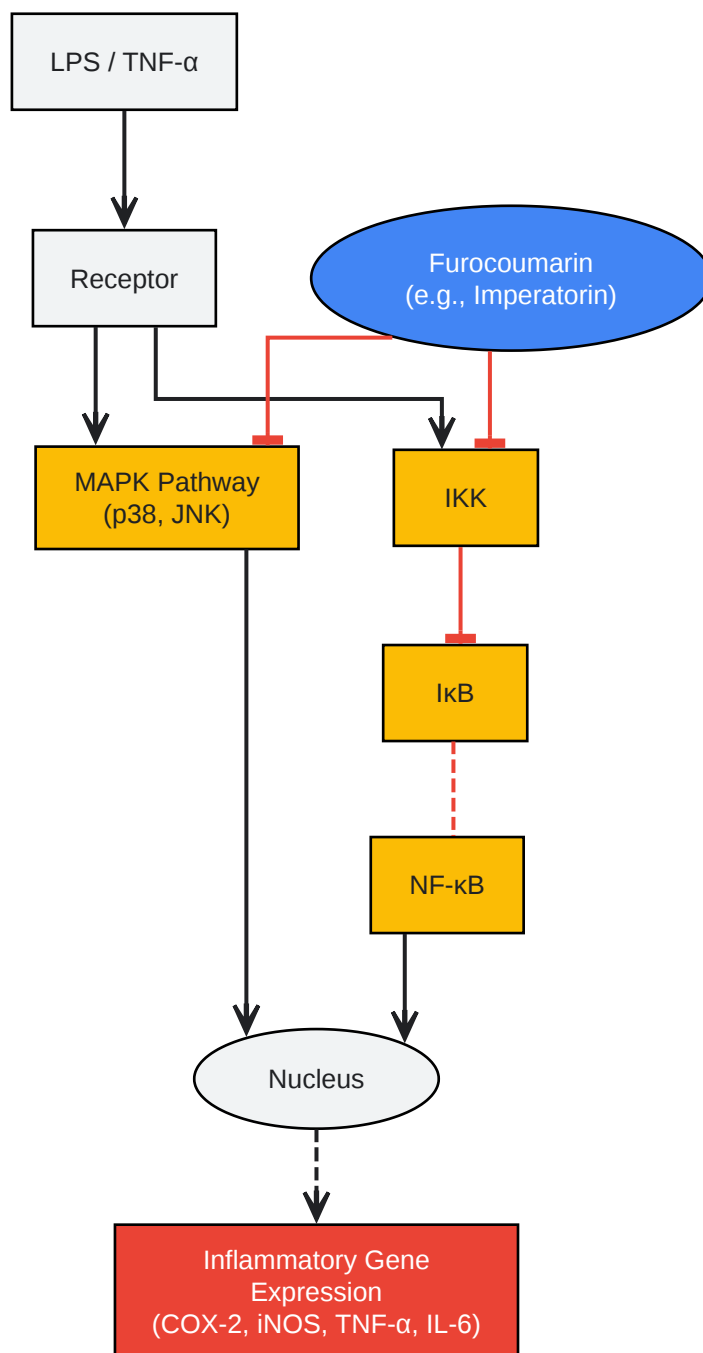 LPS / TNF-α
Receptor
Furocoumarin
(e.g., Imperatorin)
MAPK Pathway
(p38, JNK)
IKK
IκB
NF-κB
Nucleus
Inflammatory Gene
Expression
(COX-2, iNOS, TNF-α, IL-6)